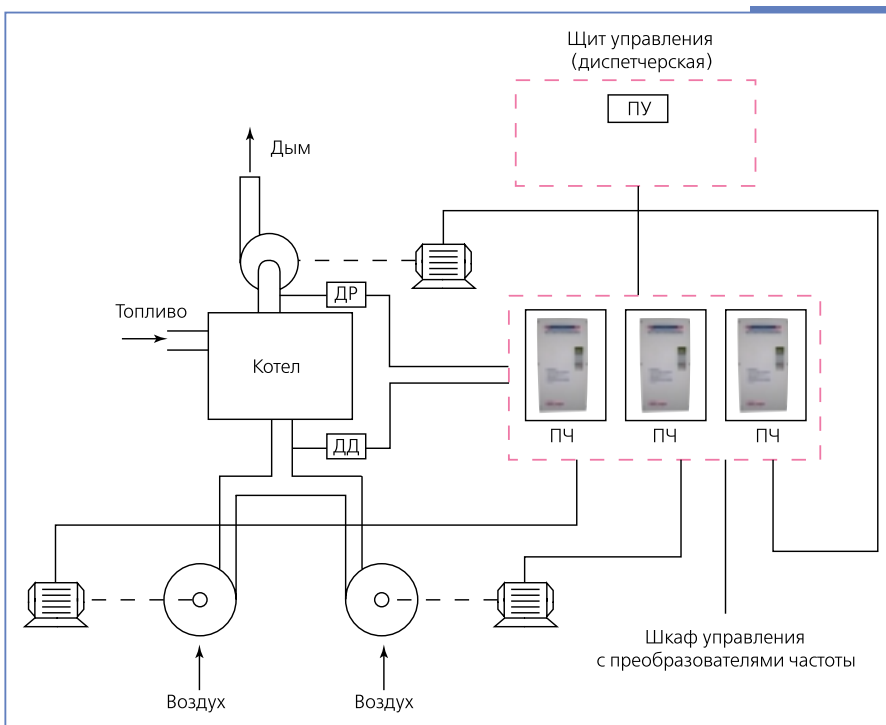 Щит управления
(диспетчерская)
ПУ
Дым
ДР
Топливо
Котел
ПЧ
ПЧ
ПЧ
ДД
Шкаф управления
с преобразователями частоты
Воздух
Воздух